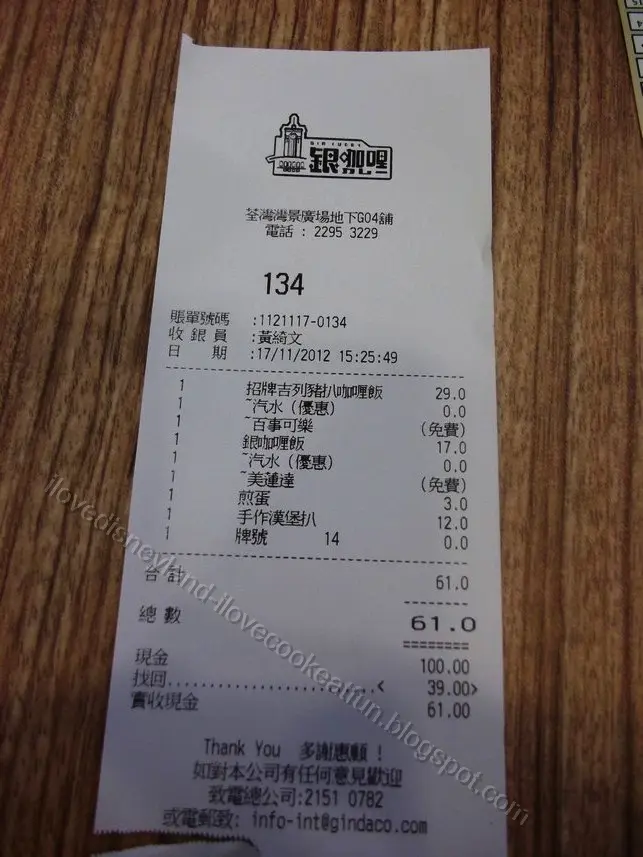 GIN CURRY
銀咖喱
カレー
荃灣灣景廣場地下G04舖
電話 : 2295 3229
134
賬單號碼 :1121117-0134
收銀員 :黃綺文
日 期 :17/11/2012 15:25:49
1 招牌吉列豬扒咖喱飯 29.0
1 ~汽水(優惠) 0.0
1 ~百事可樂 (免費)
1 銀咖喱飯 17.0
1 ~汽水(優惠) 0.0
1 ~美蓮達 (免費)
1 煎蛋 3.0
1 手作漢堡扒 12.0
1 牌號 14 0.0
合計 61.0
總數 61.0
現金 100.00
找回..............................< 39.00>
實收現金 61.00
Thank You 多謝惠顧 !
如對本公司有任何意見歡迎
致電總公司:2151 0782
或電郵致: info-int@gindaco.com
ilovedisneyland-ilovecookeatfun.blogspot.com